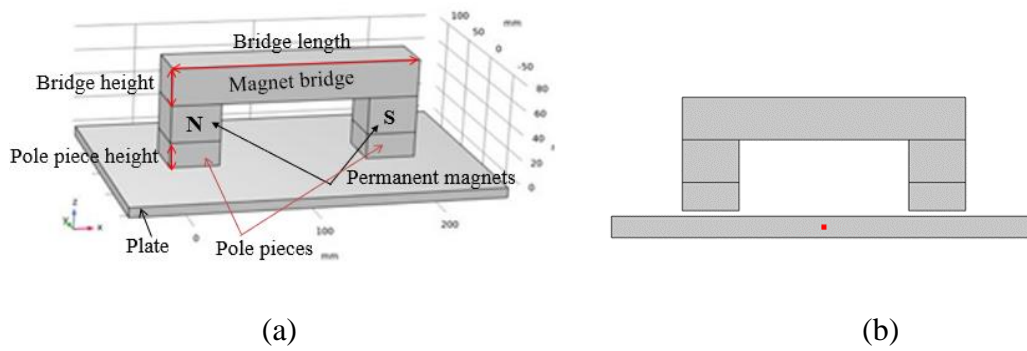 Bridge length
Bridge height
Magnet bridge
N
S
Pole piece height
Permanent magnets
Plate
Pole pieces
z
y
x
0
100
200
mm
100
50
0
-50
mm
80
60
40
20
0
(a)
(b)